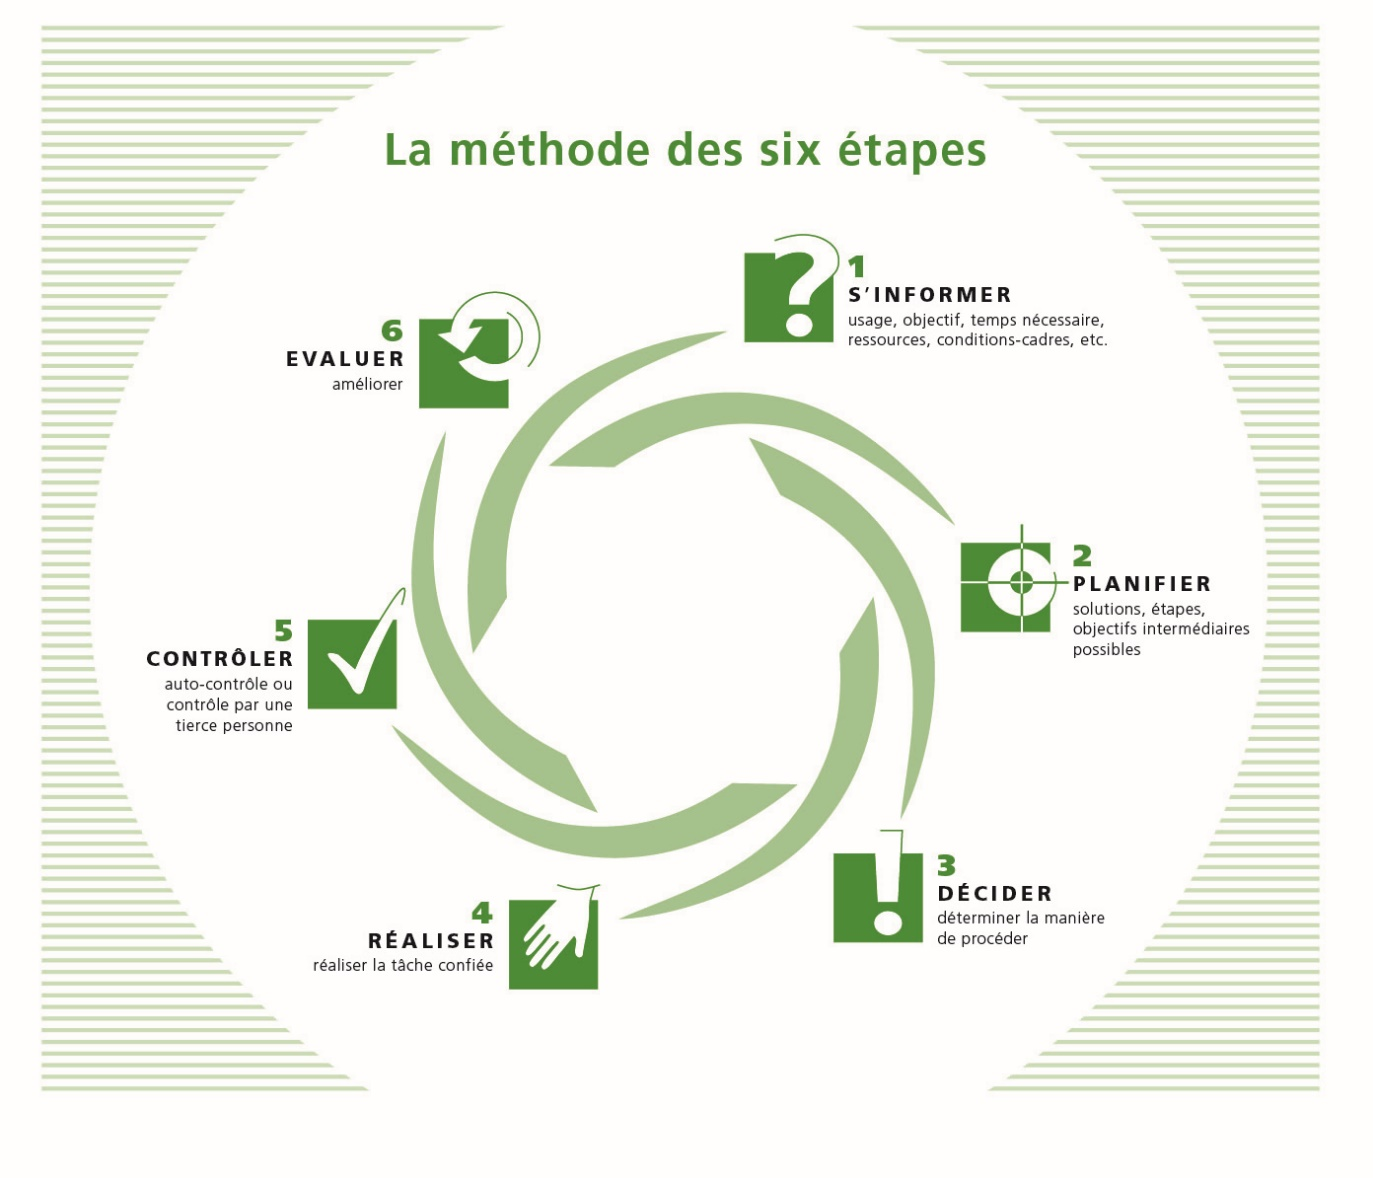 La méthode des six étapes
1
S'INFORMER
usage, objectif, temps nécessaire,
ressources, conditions-cadres, etc.
2
PLANIFIER
solutions, étapes,
objectifs intermédiaires
possibles
3
DÉCIDER
déterminer la manière
de procéder
4
RÉALISER
réaliser la tâche confiée
5
CONTRÔLER
auto-contrôle ou
contrôle par une
tierce personne
6
EVALUER
améliorer